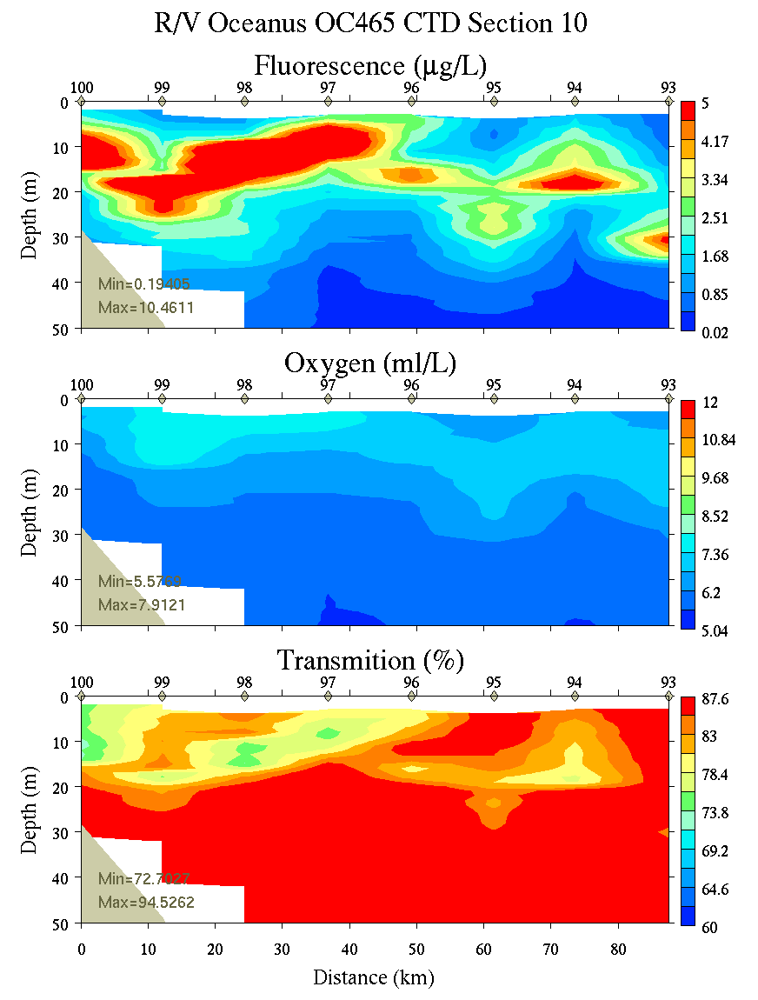 R/V Oceanus OC465 CTD Section 10
Fluorescence (µg/L)
100 99 98 97 96 95 94 93
0
10
20
30
40
50
Depth (m)
Min=0.19405
Max=10.4611
5
4.17
3.34
2.51
1.68
0.85
0.02
Oxygen (ml/L)
100 99 98 97 96 95 94 93
0
10
20
30
40
50
Depth (m)
Min=5.5769
Max=7.9121
12
10.84
9.68
8.52
7.36
6.2
5.04
Transmition (%)
100 99 98 97 96 95 94 93
0
10
20
30
40
50
Depth (m)
Min=72.7027
Max=94.5262
87.6
83
78.4
73.8
69.2
64.6
60
0 10 20 30 40 50 60 70 80
Distance (km)